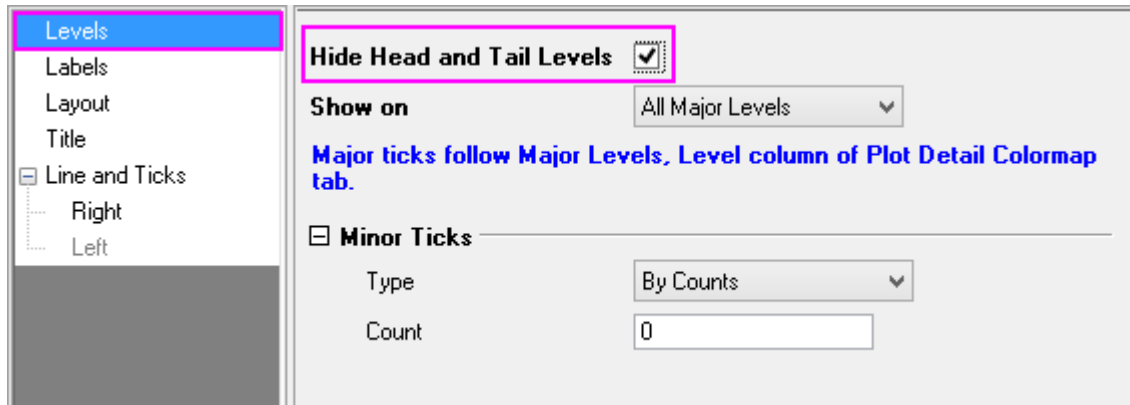 Levels
Labels
Layout
Title
Line and Ticks
Right
Left
Hide Head and Tail Levels
Show on All Major Levels
Major ticks follow Major Levels, Level column of Plot Detail Colormap
tab.
Minor Ticks
Type By Counts
Count 0